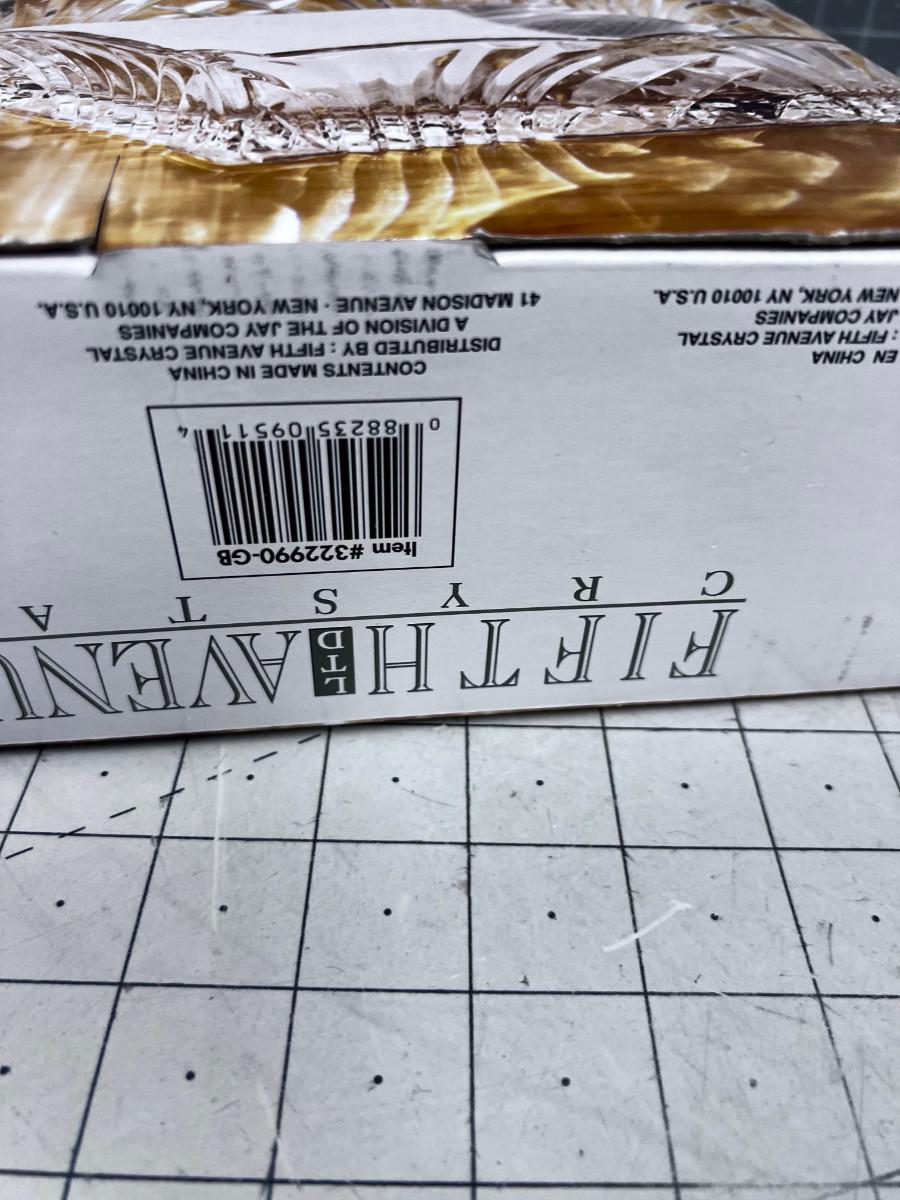 FIFTH LTD AVENU
C R Y S T A
Item #322990-GB
0 88235 09511 4
CONTENTS MADE IN CHINA
DISTRIBUTED BY : FIFTH AVENUE CRYSTAL
A DIVISION OF THE JAY COMPANIES
41 MADISON AVENUE · NEW YORK, NY 10010 U.S.A.
EN CHINA
: FIFTH AVENUE CRYSTAL
JAY COMPANIES
NEW YORK, NY 10010 U.S.A.